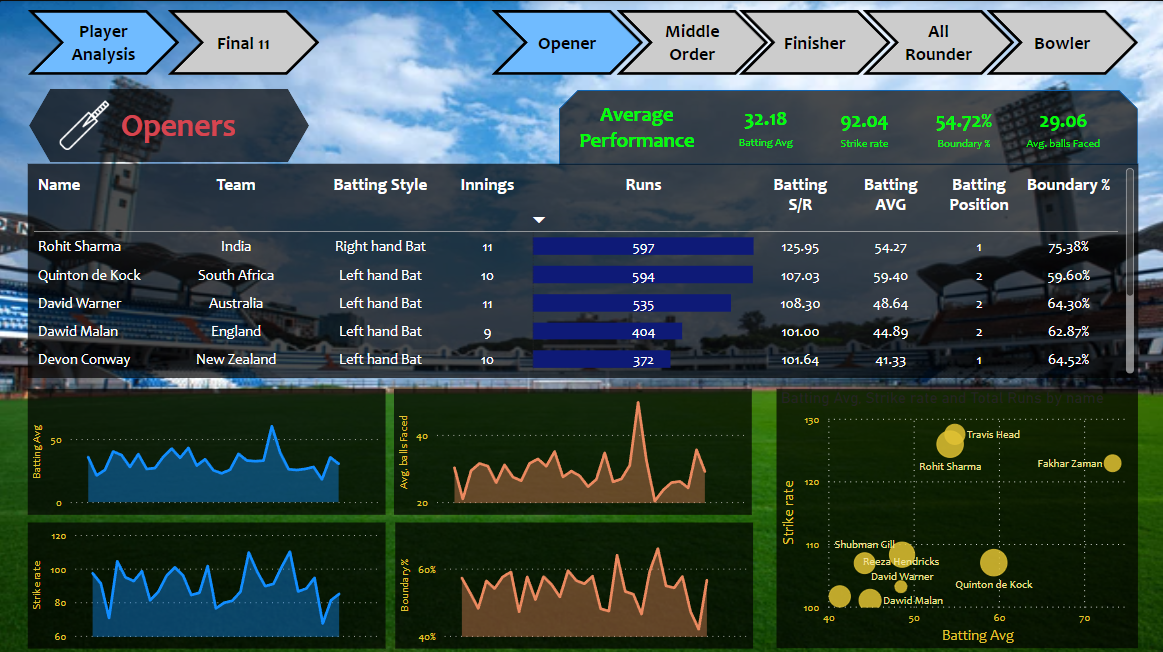 Player
Analysis
Final 11
Opener
Middle
Order
Finisher
All
Rounder
Bowler
Openers
Average
Performance
32.18
Batting Avg
92.04
Strike rate
54.72%
Boundary %
29.06
Avg. balls Faced
Name Team Batting Style Innings Runs Batting S/R Batting AVG Batting Position Boundary %
Rohit Sharma India Right hand Bat 11 597 125.95 54.27 1 75.38%
Quinton de Kock South Africa Left hand Bat 10 594 107.03 59.40 2 59.60%
David Warner Australia Left hand Bat 11 535 108.30 48.64 2 64.30%
Dawid Malan England Left hand Bat 9 404 101.00 44.89 2 62.87%
Devon Conway New Zealand Left hand Bat 10 372 101.64 41.33 1 64.52%
Batting Avg
50
0
Avg. balls Faced
40
20
Batting Avg, Strike rate and Total Runs by name
Strike rate
130
120
110
100
Travis Head
Rohit Sharma
Fakhar Zaman
Shubman Gill
Reeza Hendricks
David Warner
Quinton de Kock
Dawid Malan
40 50 60 70
Batting Avg
Strike rate
120
100
80
60
Boundary %
60%
40%